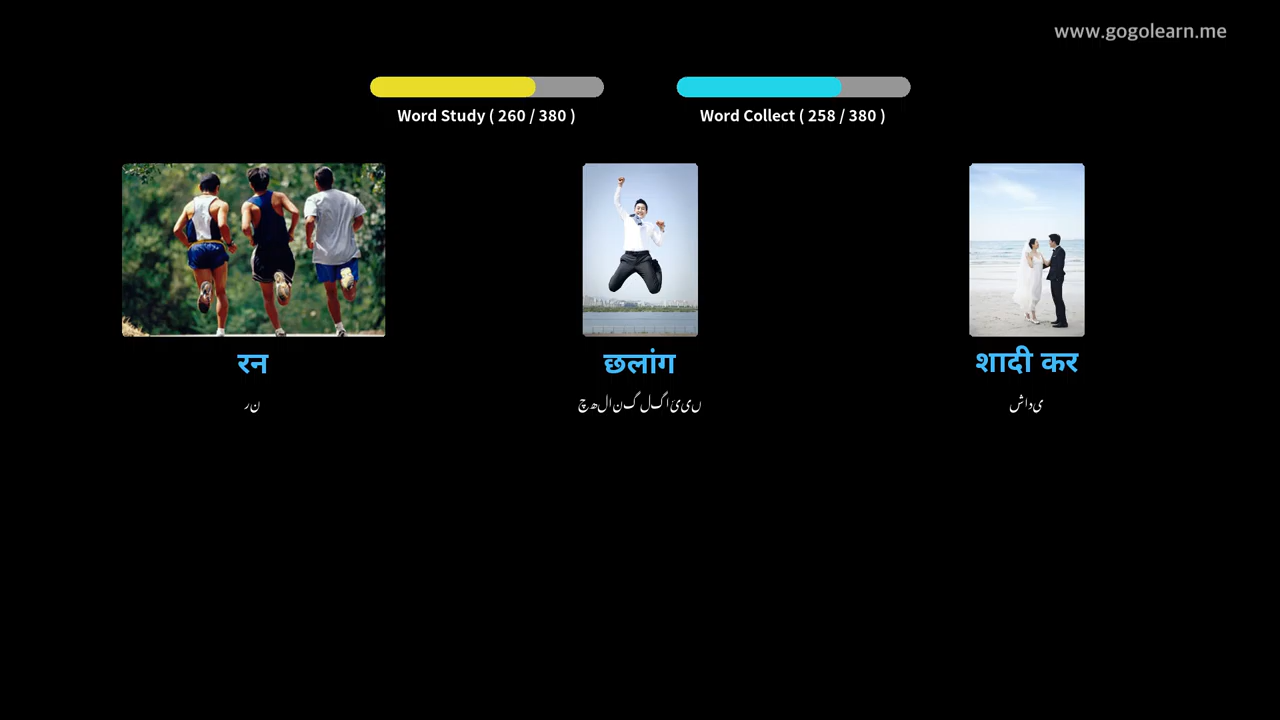 www.gogolearn.me
Word Study ( 260 / 380 )
Word Collect ( 258 / 380 )
रन
छलांग
शादी कर
رن
چھلانگ لگائیں
شادی